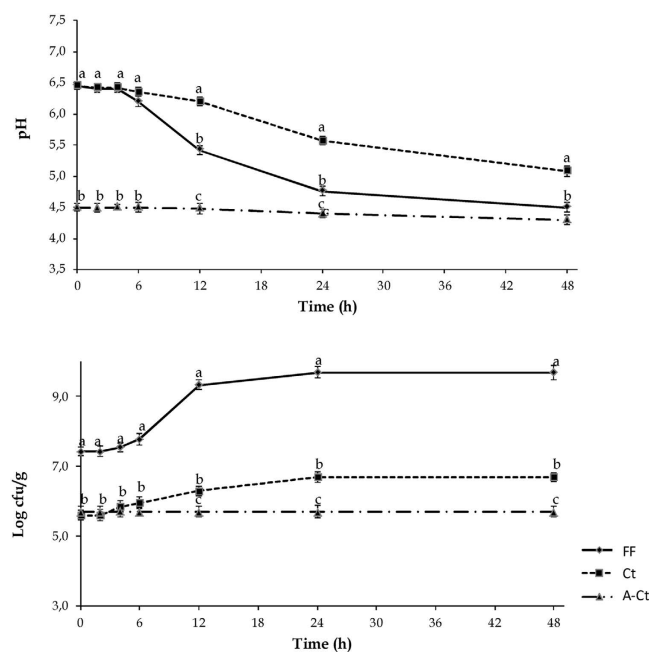 7,5
7,0
6,5
6,0
5,5
5,0
4,5
4,0
3,5
pH
a a a a a a a
b b b
b b b b c c
0 6 12 18 24 30 36 42 48
Time (h)
9,0
7,0
5,0
3,0
Log cfu/g
a a a a a a a
b b b b b b b
c c c
0 6 12 18 24 30 36 42 48
Time (h)
FF
Ct
A-Ct